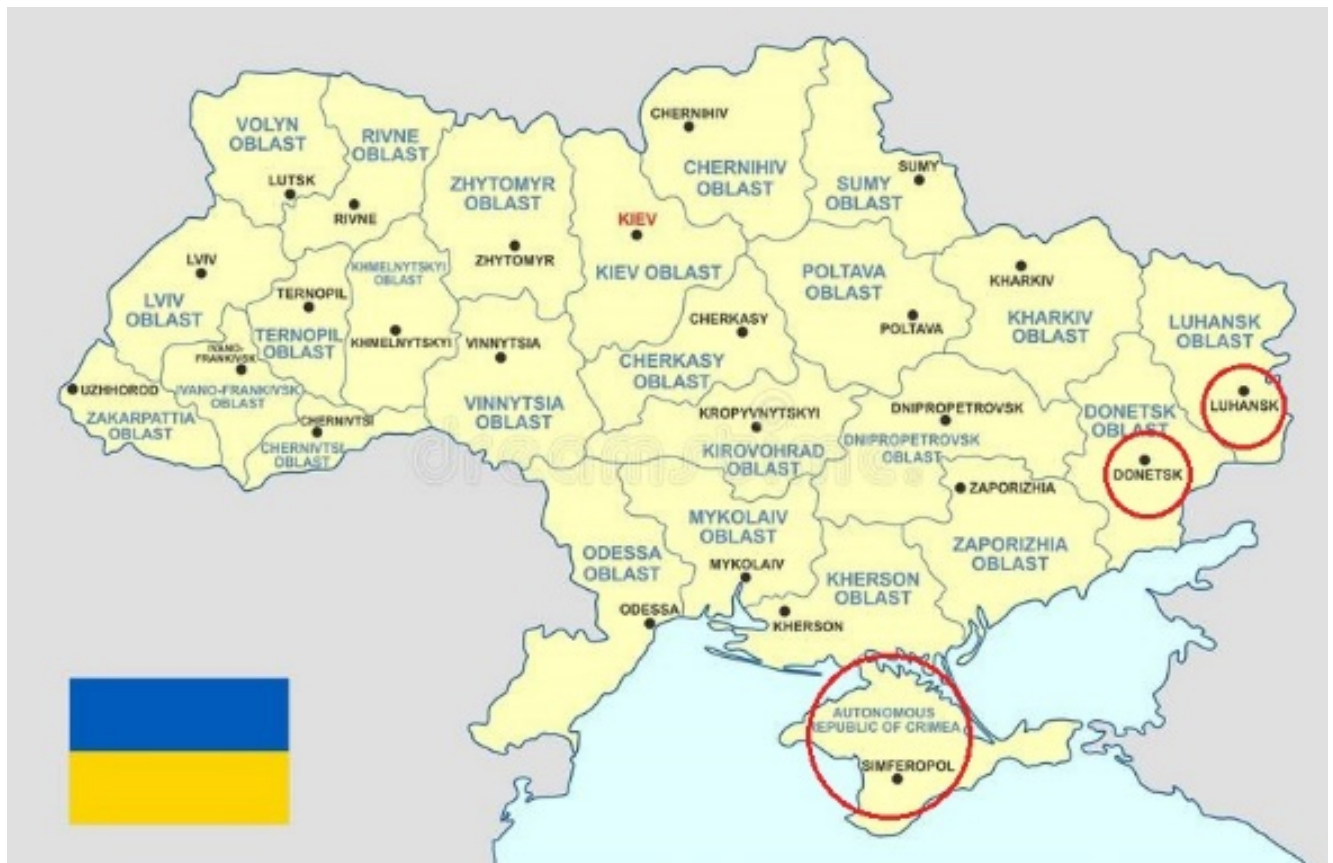 CHERNIHIV
VOLYN
OBLAST
RIVNE
OBLAST
CHERNIHIV
OBLAST
SUMY
SUMY
OBLAST
ZHYTOMYR
OBLAST
LUTSK
RIVNE
KIEV
ZHYTOMYR
KIEV OBLAST
LVIV
LVIV
OBLAST
KHMELNYTSKYI
OBLAST
TERNOPIL
TERNOPIL
OBLAST
KHMELNYTSKYI
POLTAVA
OBLAST
POLTAVA
KHARKIV
KHARKIV
OBLAST
LUHANSK
OBLAST
LUHANSK
CHERKASY
CHERKASY
OBLAST
VINNYTSIA
VINNYTSIA
OBLAST
IVANO-
FRANKIVSK
IVANO-FRANKIVSK
OBLAST
UZHHOROD
ZAKARPATTIA
OBLAST
CHERNIVTSI
CHERNIVTSI
OBLAST
KROPYVNYTSKYI
KIROVOHRAD
OBLAST
DNIPROPETROVSK
DNIPROPETROVSK
OBLAST
DONETSK
OBLAST
DONETSK
ZAPORIZHIA
ZAPORIZHIA
OBLAST
MYKOLAIV
OBLAST
MYKOLAIV
ODESSA
OBLAST
ODESSA
KHERSON
OBLAST
KHERSON
AUTONOMOUS
REPUBLIC OF CRIMEA
SIMFEROPOL
dreamstime.